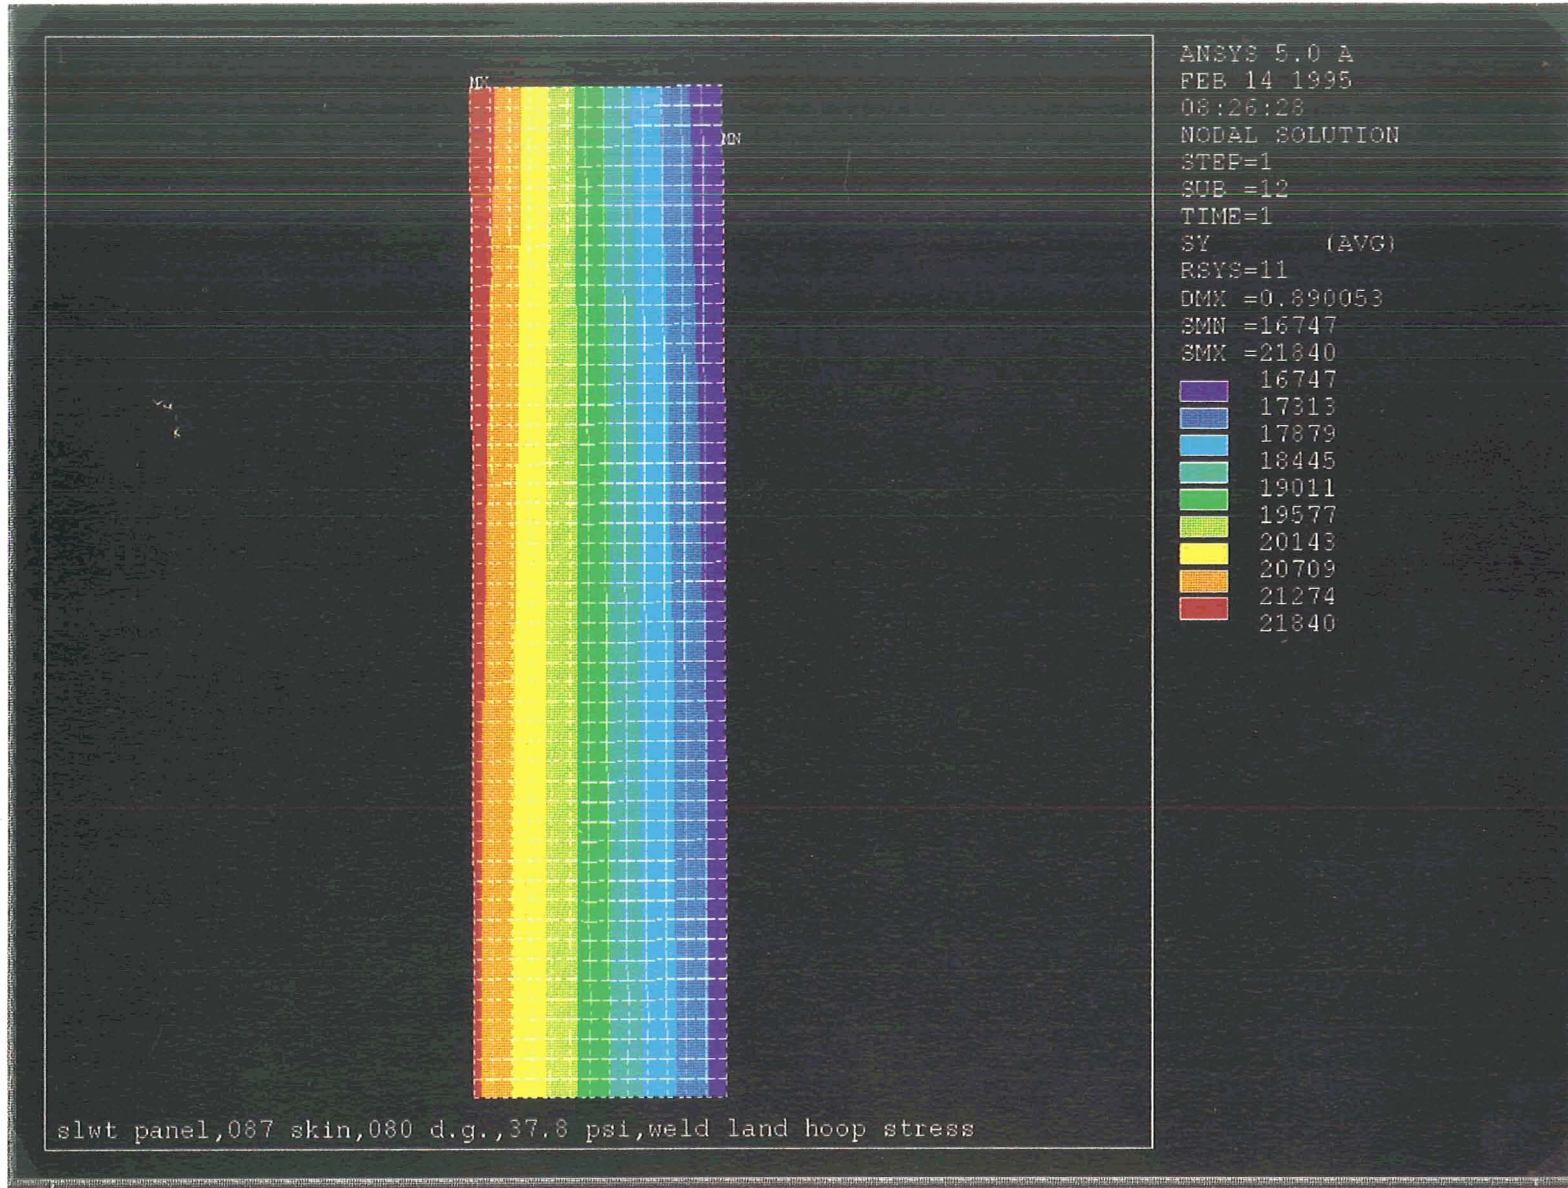 MX
MN
ANSYS 5.0 A
FEB 14 1995
08:26:28
NODAL SOLUTION
STEP=1
SUB =12
TIME=1
SY (AVG)
RSYS=11
DMX =0.890053
SMN =16747
SMX =21840
16747
17313
17879
18445
19011
19577
20143
20709
21274
21840
slwt panel,087 skin,080 d.g.,37.8 psi,weld land hoop stress